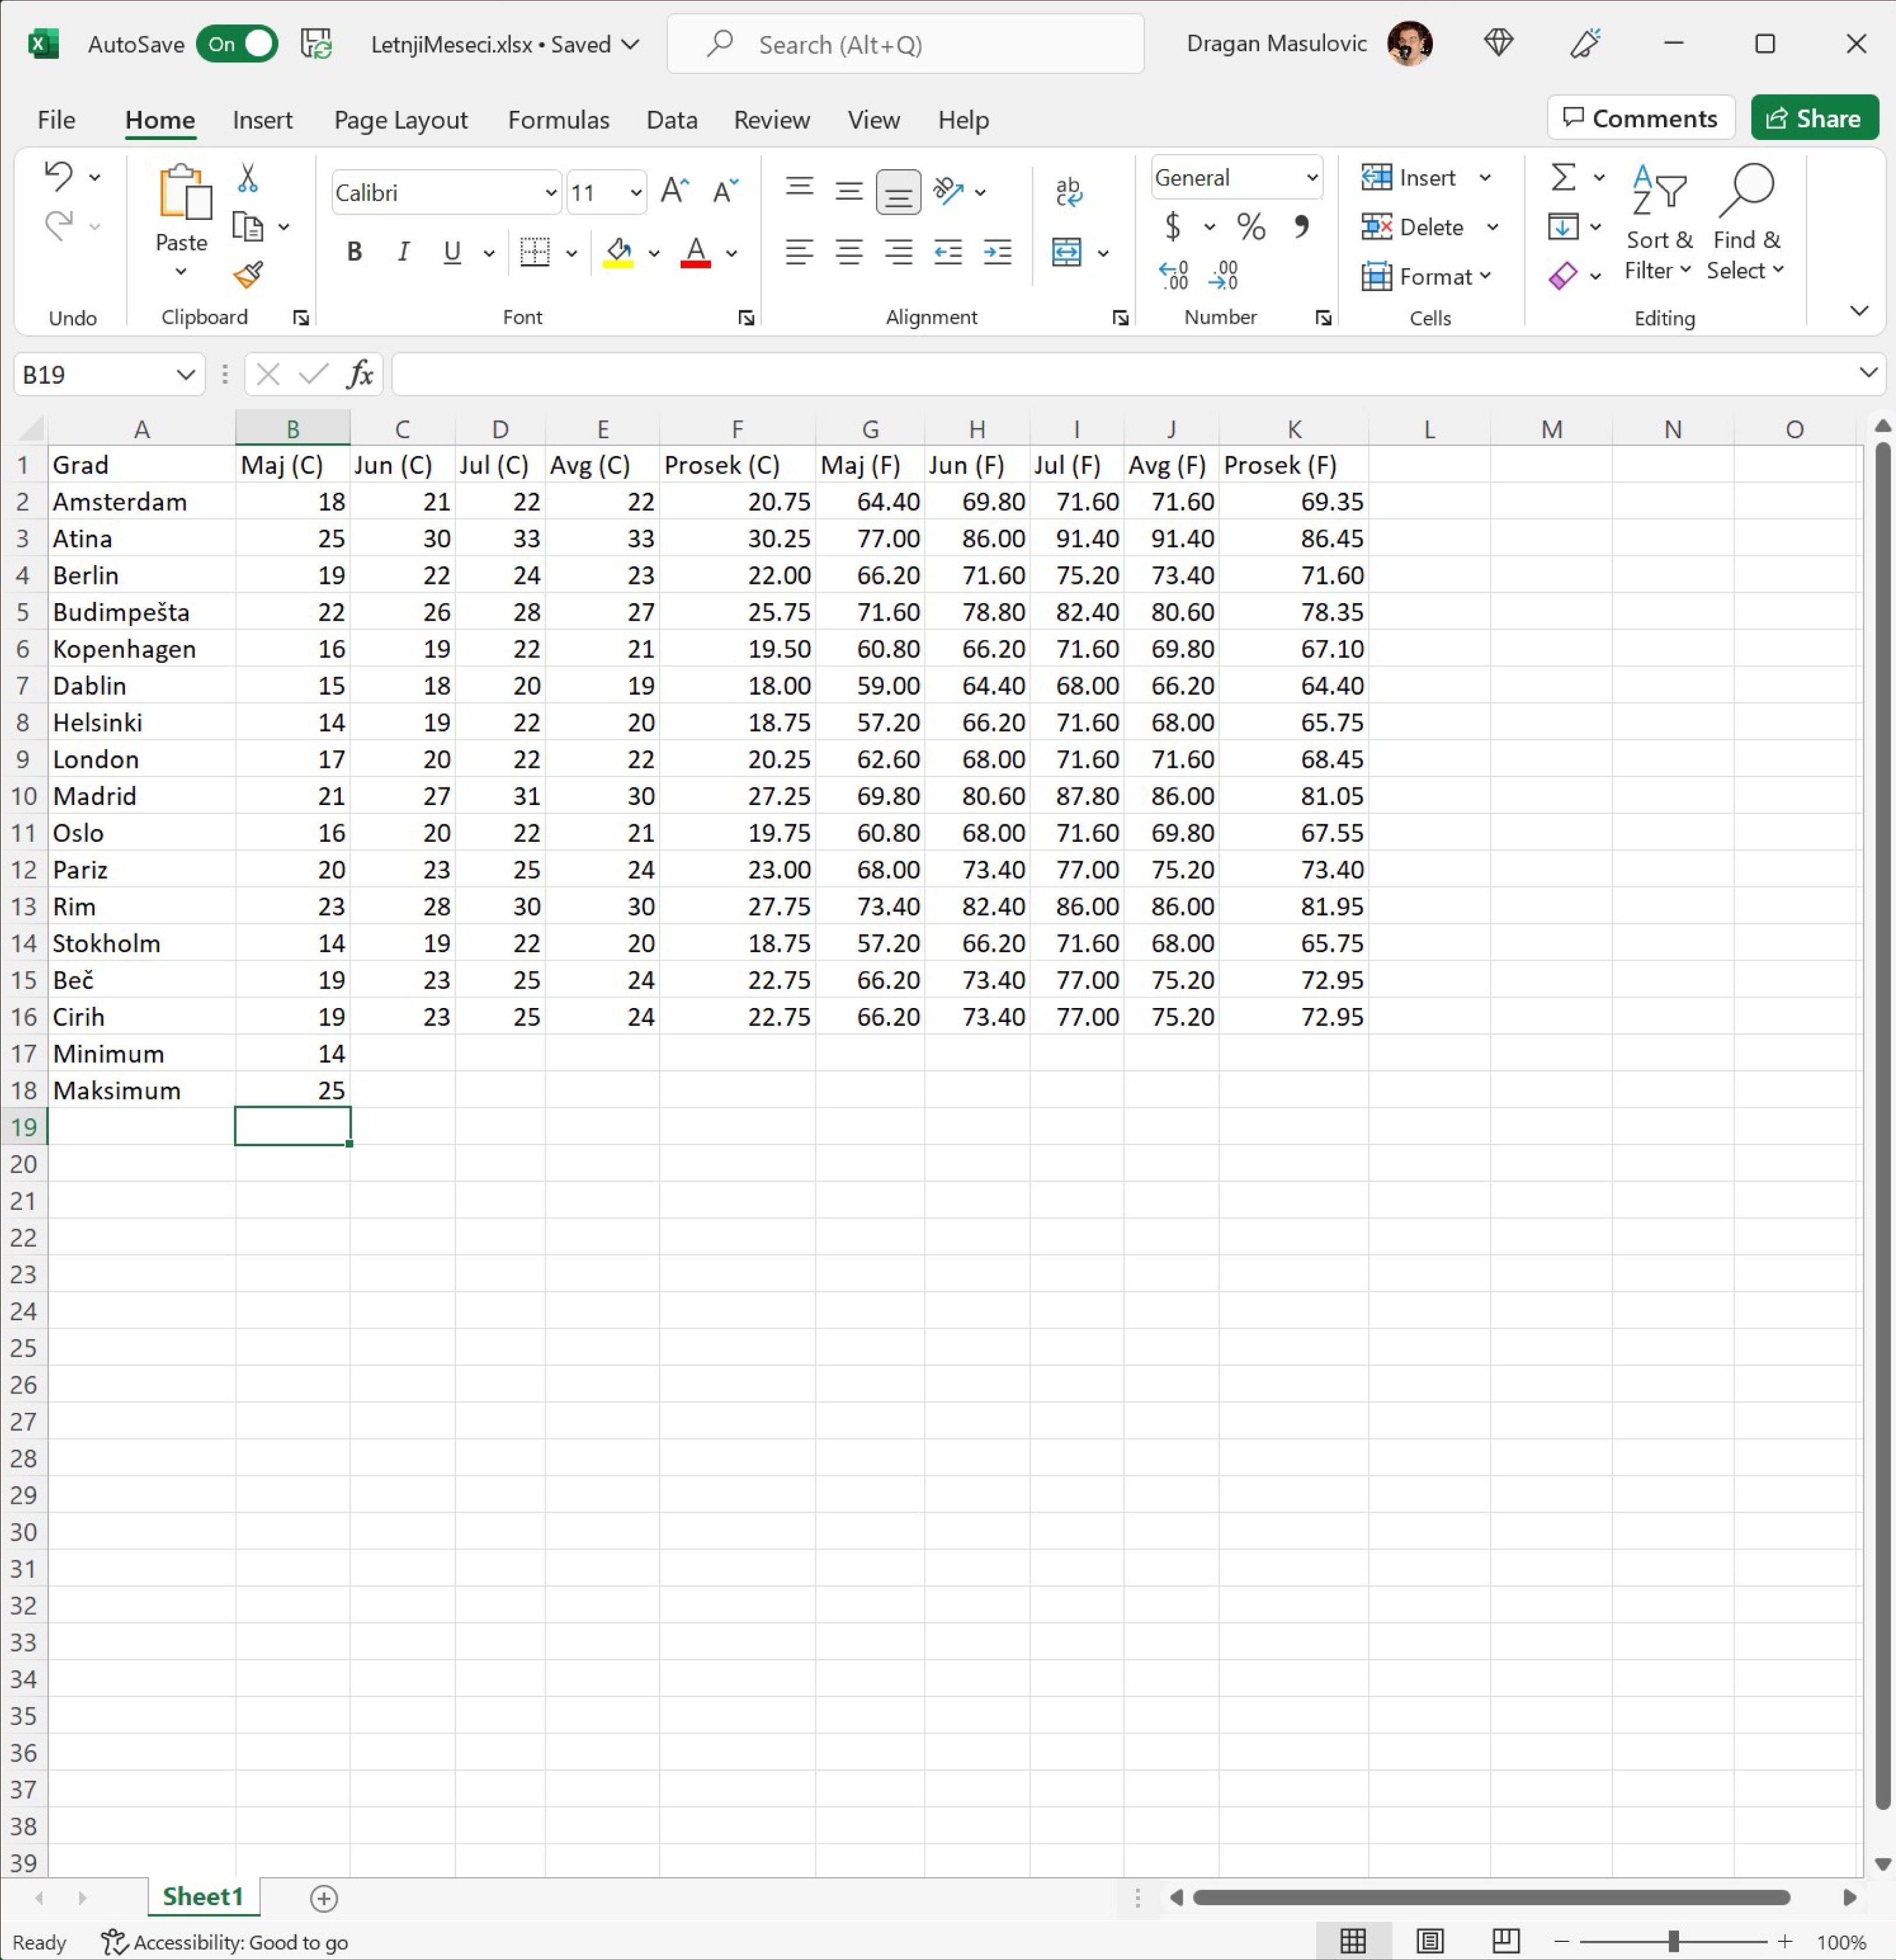 AutoSave On LetnjiMeseci.xlsx • Saved Search (Alt+Q) Dragan Masulovic
File Home Insert Page Layout Formulas Data Review View Help Comments Share
Calibri 11 General Insert
Paste Delete Sort & Filter Find & Select
B I U $ % Format
Undo Clipboard Font Alignment Number Cells Editing
B19 fx
A B C D E F G H I J K L M N O
1 Grad Maj (C) Jun (C) Jul (C) Avg (C) Prosek (C) Maj (F) Jun (F) Jul (F) Avg (F) Prosek (F)
2 Amsterdam 18 21 22 22 20.75 64.40 69.80 71.60 71.60 69.35
3 Atina 25 30 33 33 30.25 77.00 86.00 91.40 91.40 86.45
4 Berlin 19 22 24 23 22.00 66.20 71.60 75.20 73.40 71.60
5 Budimpešta 22 26 28 27 25.75 71.60 78.80 82.40 80.60 78.35
6 Kopenhagen 16 19 22 21 19.50 60.80 66.20 71.60 69.80 67.10
7 Dablin 15 18 20 19 18.00 59.00 64.40 68.00 66.20 64.40
8 Helsinki 14 19 22 20 18.75 57.20 66.20 71.60 68.00 65.75
9 London 17 20 22 22 20.25 62.60 68.00 71.60 71.60 68.45
10 Madrid 21 27 31 30 27.25 69.80 80.60 87.80 86.00 81.05
11 Oslo 16 20 22 21 19.75 60.80 68.00 71.60 69.80 67.55
12 Pariz 20 23 25 24 23.00 68.00 73.40 77.00 75.20 73.40
13 Rim 23 28 30 30 27.75 73.40 82.40 86.00 86.00 81.95
14 Stokholm 14 19 22 20 18.75 57.20 66.20 71.60 68.00 65.75
15 Beč 19 23 25 24 22.75 66.20 73.40 77.00 75.20 72.95
16 Cirih 19 23 25 24 22.75 66.20 73.40 77.00 75.20 72.95
17 Minimum 14
18 Maksimum 25
19
20
21
22
23
24
25
26
27
28
29
30
31
32
33
34
35
36
37
38
39
Sheet1
Ready Accessibility: Good to go 100%